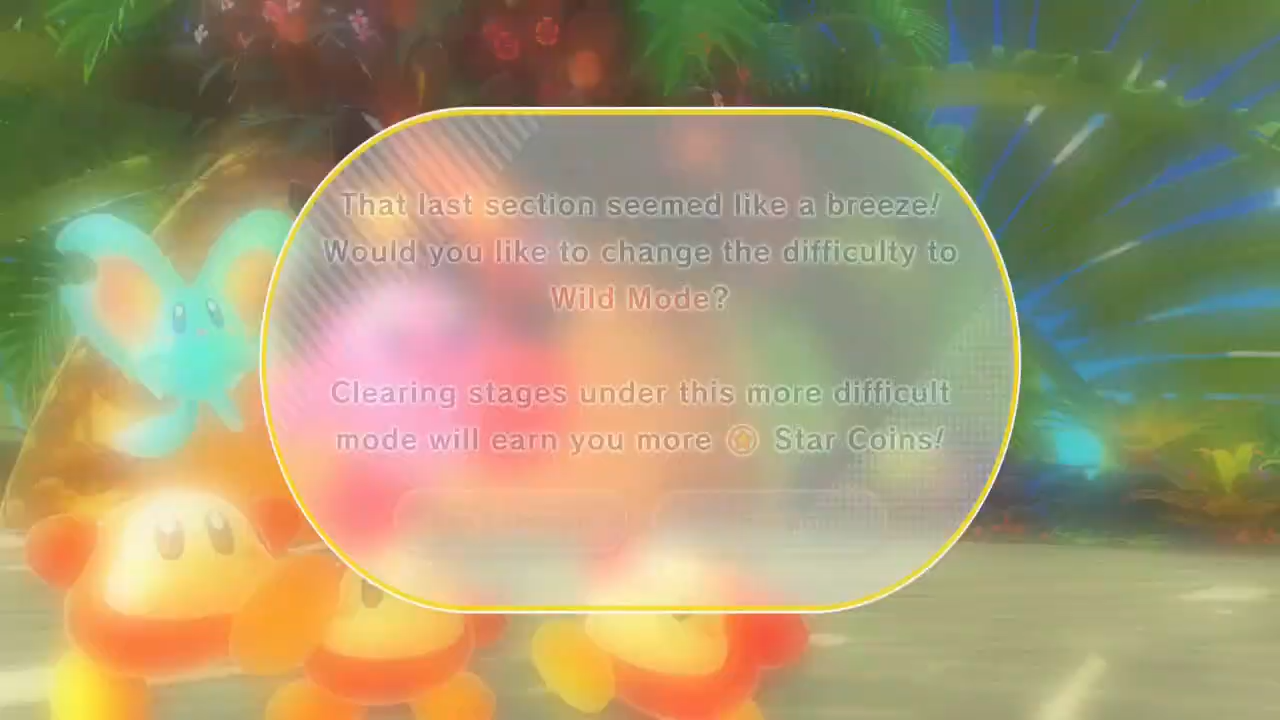 That last section seemed like a breeze!
Would you like to change the difficulty to
Wild Mode?
Clearing stages under this more difficult
mode will earn you more Star Coins!